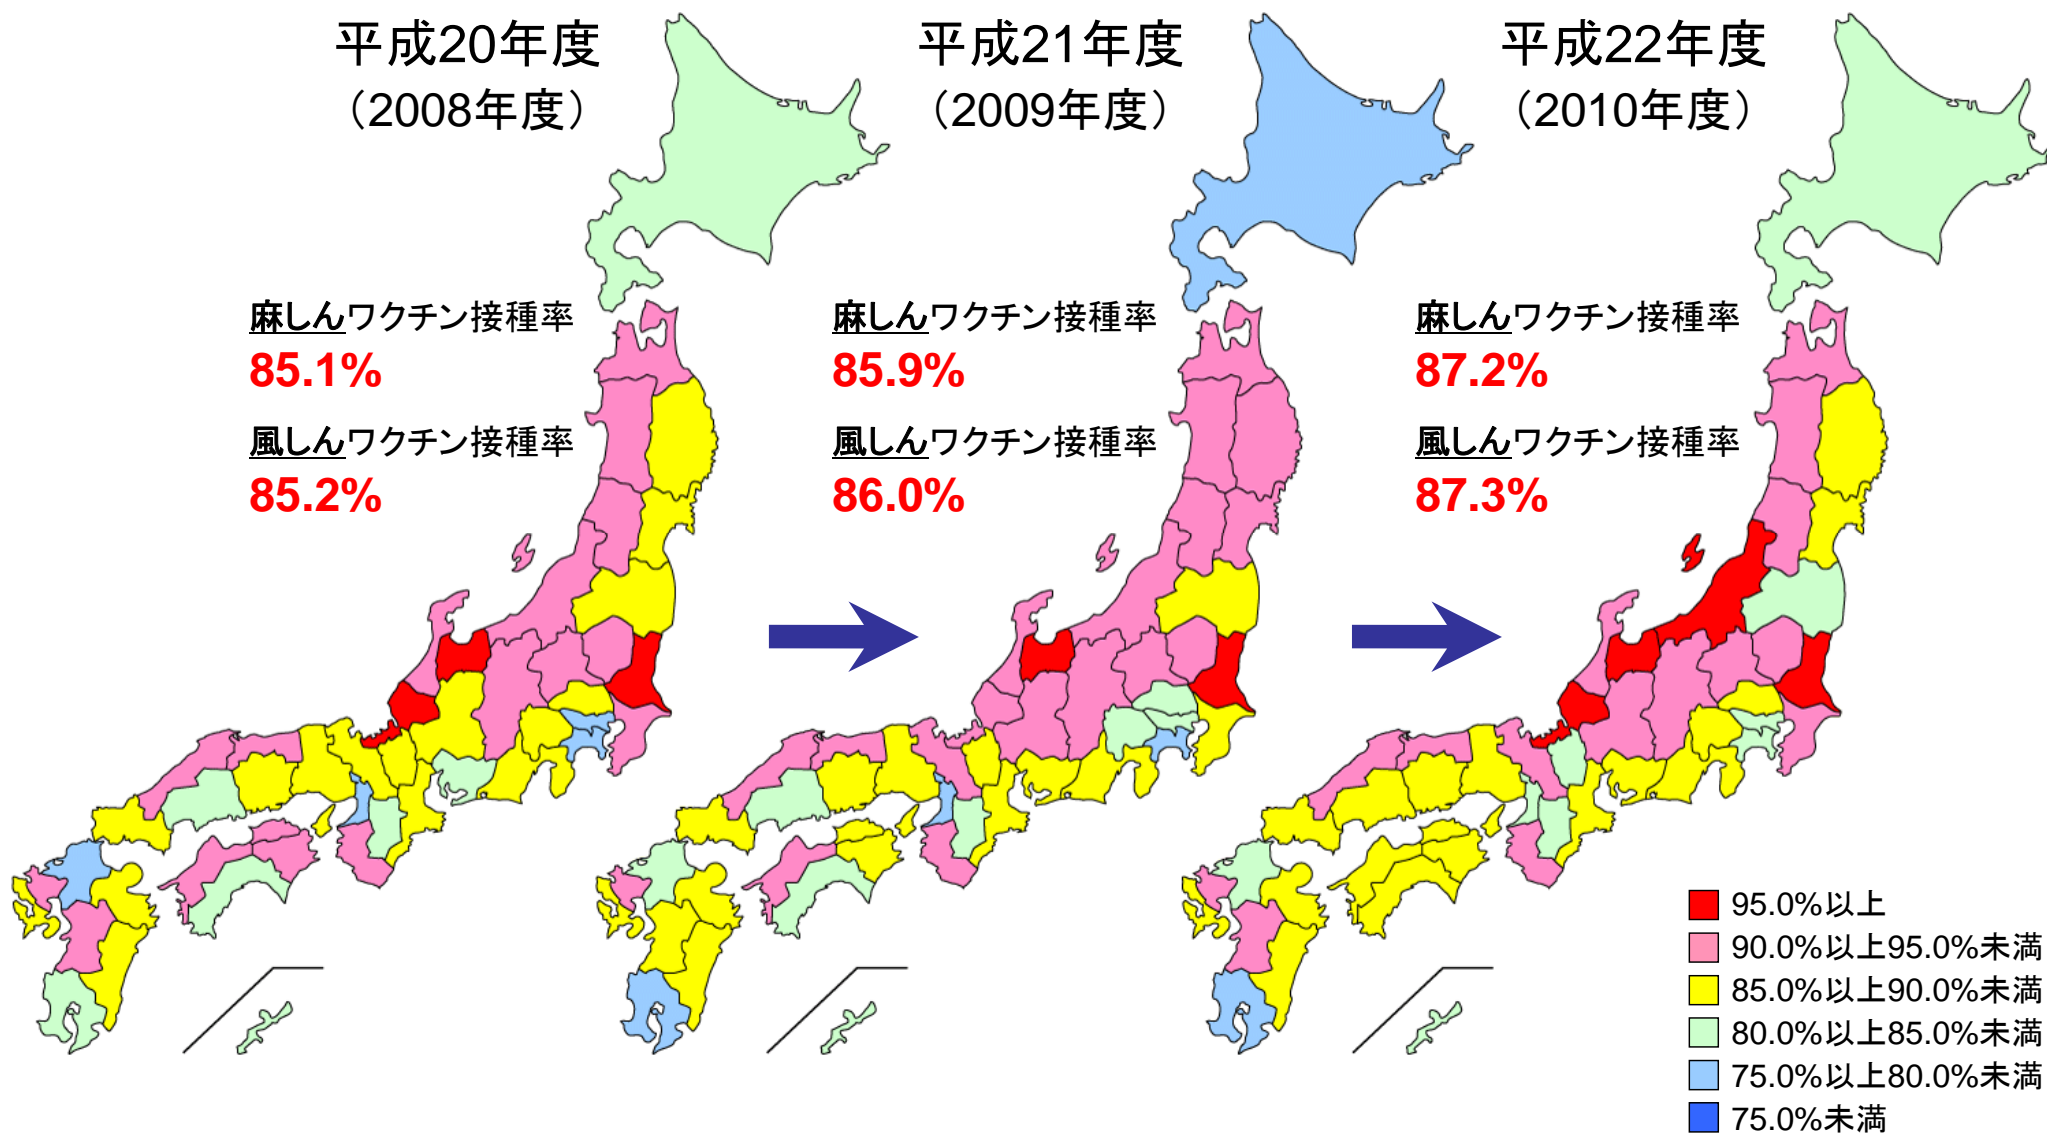 平成20年度
（2008年度）
麻しんワクチン接種率
85.1%
風しんワクチン接種率
85.2%
平成21年度
（2009年度）
麻しんワクチン接種率
85.9%
風しんワクチン接種率
86.0%
平成22年度
（2010年度）
麻しんワクチン接種率
87.2%
風しんワクチン接種率
87.3%
95.0%以上
90.0%以上95.0%未満
85.0%以上90.0%未満
80.0%以上85.0%未満
75.0%以上80.0%未満
75.0%未満